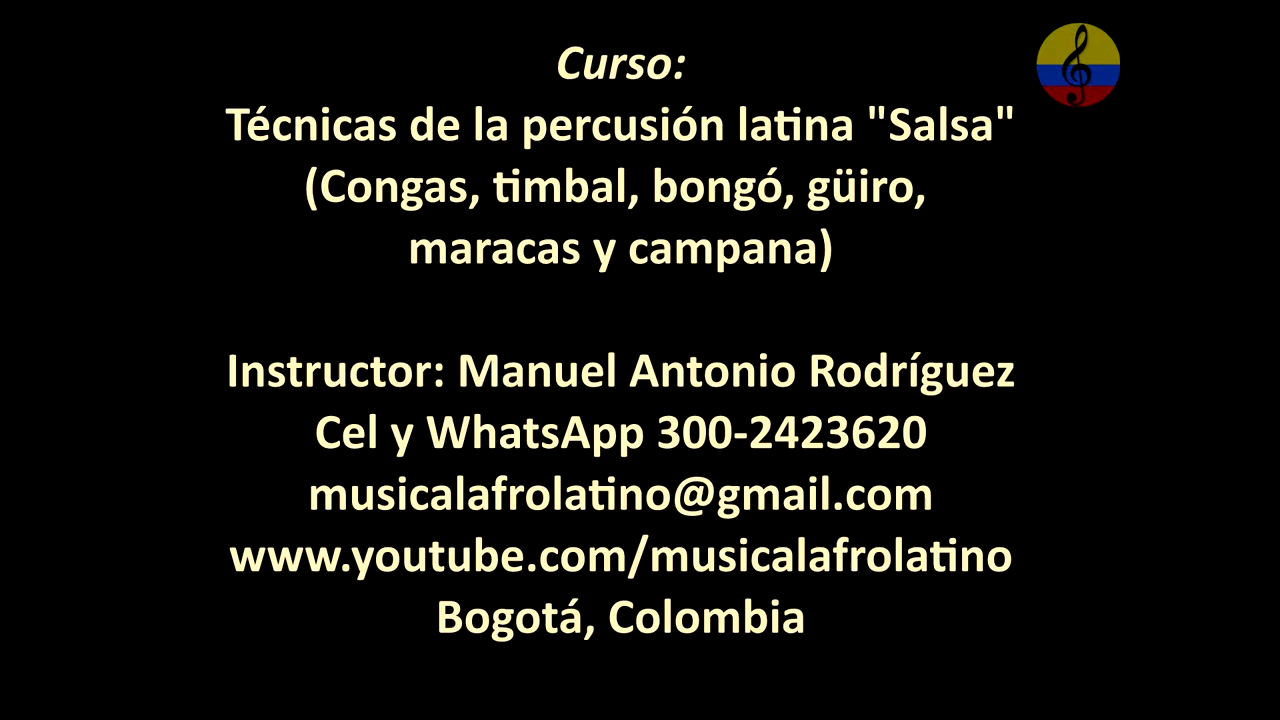 Curso:
Técnicas de la percusión latina "Salsa"
(Congas, timbal, bongó, güiro,
maracas y campana)
Instructor: Manuel Antonio Rodríguez
Cel y WhatsApp 300-2423620
musicalafrolatino@gmail.com
www.youtube.com/musicalafrolatino
Bogotá, Colombia